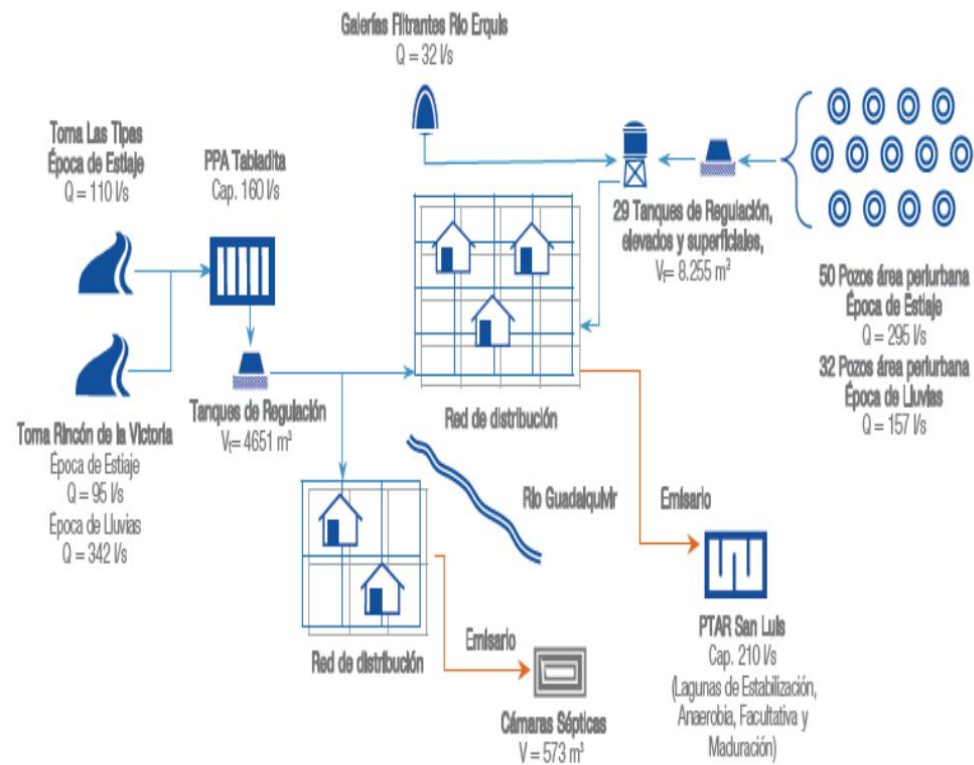 Galerías Filtrantes Río Erquis
Q = 32 l/s
Toma Las Tipas
Época de Estiaje
Q = 110 l/s
PPA Tabladita
Cap. 160 l/s
29 Tanques de Regulación,
elevados y superficiales,
Vt= 8.255 m³
50 Pozos área periurbana
Época de Estiaje
Q = 295 l/s
32 Pozos área periurbana
Época de Lluvias
Q = 157 l/s
Toma Rincón de la Victoria
Época de Estiaje
Q = 95 l/s
Época de Lluvias
Q = 342 l/s
Tanques de Regulación
Vt= 4651 m³
Red de distribución
Río Guadalquivir
Emisario
PTAR San Luis
Cap. 210 l/s
(Lagunas de Estabilización,
Anaerobia, Facultativa y
Maduración)
Red de distribución
Emisario
Cámaras Sépticas
V = 573 m³